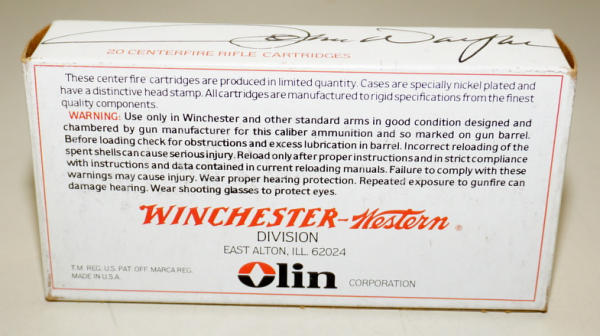 John Wayne
20 CENTERFIRE RIFLE CARTRIDGES
These center fire cartridges are produced in limited quantity. Cases are specially nickel plated and
have a distinctive head stamp. All cartridges are manufactured to rigid specifications from the finest
quality components.
WARNING: Use only in Winchester and other standard arms in good condition designed and
chambered by gun manufacturer for this caliber ammunition and so marked on gun barrel.
Before loading check for obstructions and excess lubrication in barrel. Incorrect reloading of the
spent shells can cause serious injury. Reload only after proper instructions and in strict compliance
with instructions and data contained in current reloading manuals. Failure to comply with these
warnings may cause injury. Wear proper hearing protection. Repeated exposure to gunfire can
damage hearing. Wear shooting glasses to protect eyes.
WINCHESTER-Western ®
DIVISION
EAST ALTON, ILL. 62024
T.M. REG. U.S. PAT. OFF. MARCA REG.
MADE IN U.S.A.
Olin CORPORATION